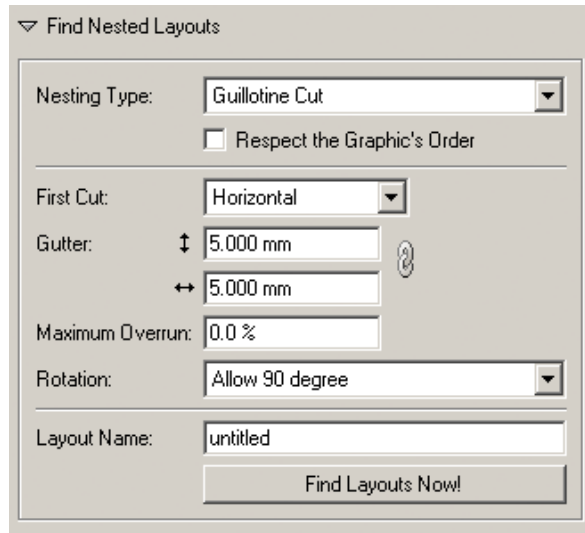 Find Nested Layouts
Nesting Type: Guillotine Cut
Respect the Graphic's Order
First Cut: Horizontal
Gutter: 5.000 mm
5.000 mm
Maximum Overrun: 0.0 %
Rotation: Allow 90 degree
Layout Name: untitled
Find Layouts Now!